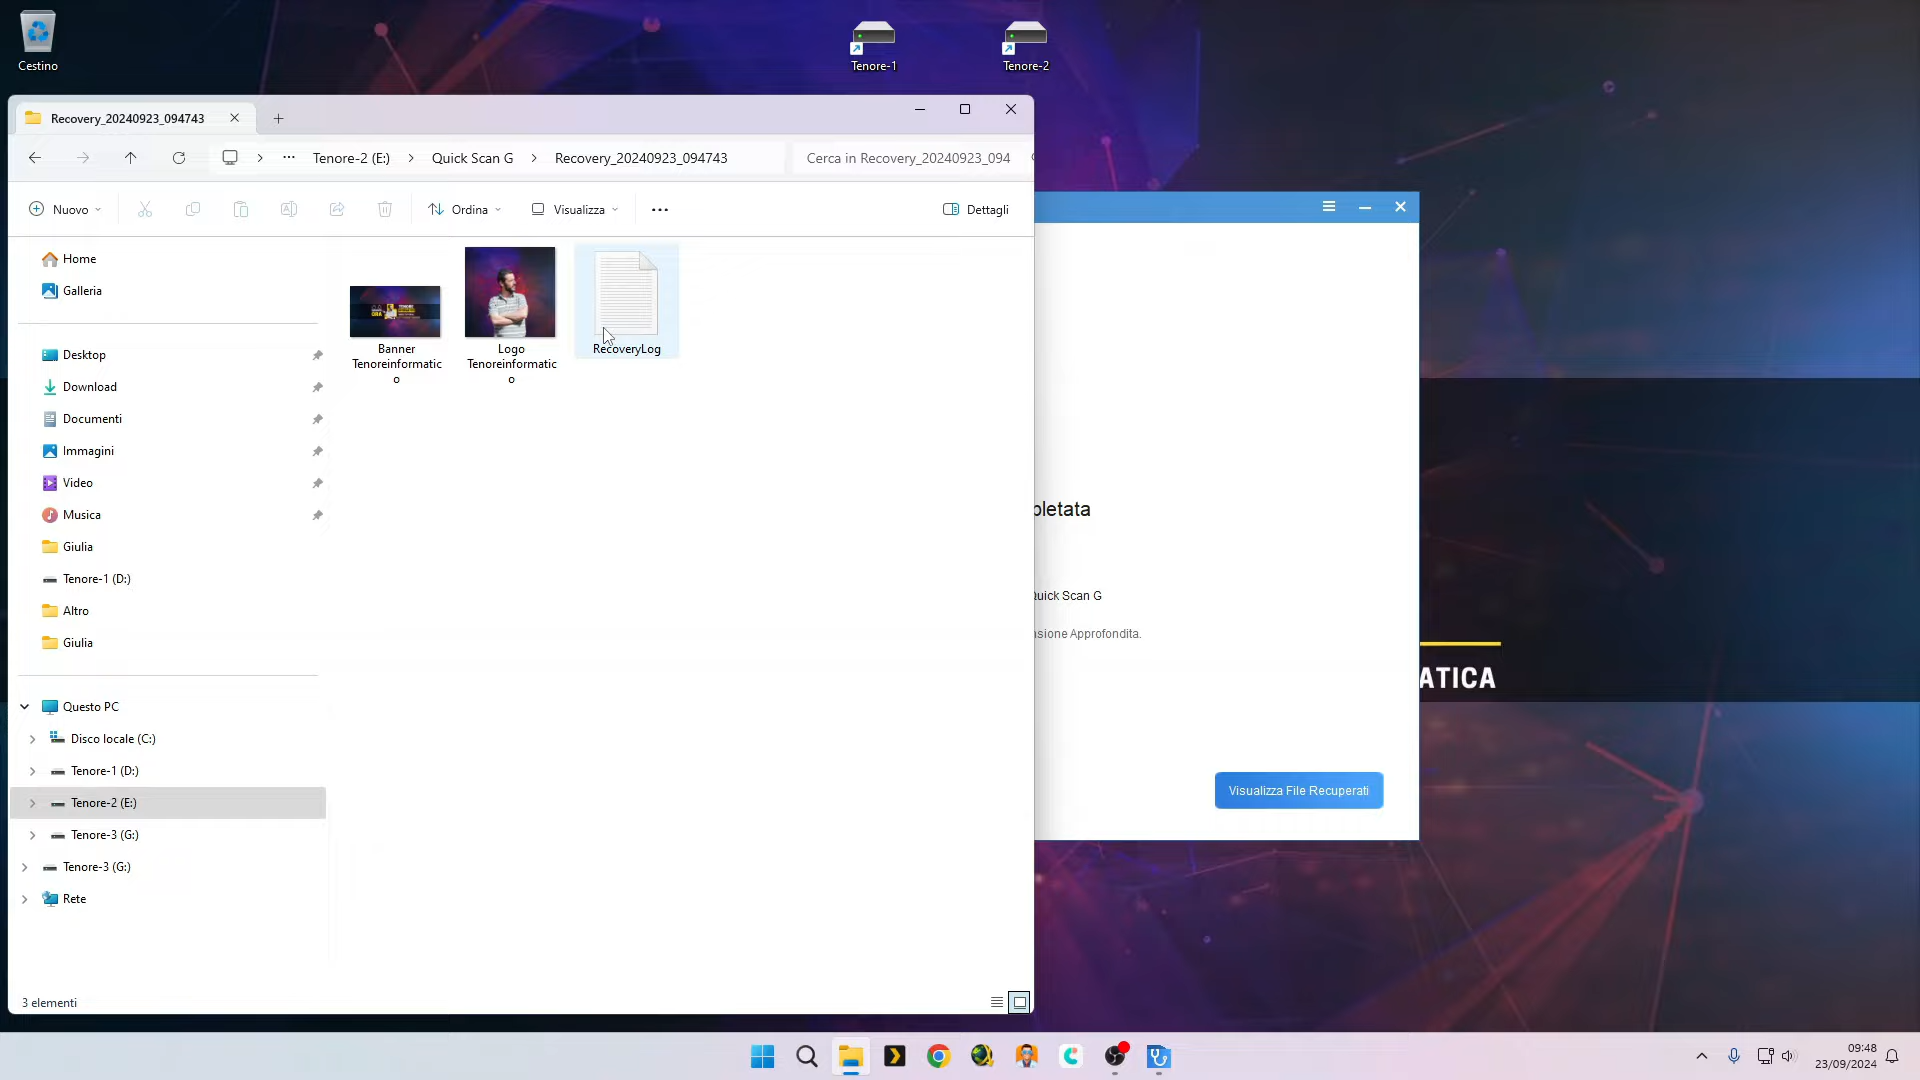 Cestino
Tenore-1
Tenore-2
Recovery_20240923_094743
Tenore-2 (E:)
Quick Scan G
Recovery_20240923_094743
Cerca in Recovery_20240923_094
Nuovo
Ordina
Visualizza
Dettagli
Home
Galleria
Desktop
Download
Documenti
Immagini
Video
Musica
Giulia
Tenore-1 (D:)
Altro
Giulia
Questo PC
Disco locale (C:)
Tenore-1 (D:)
Tenore-2 (E:)
Tenore-3 (G:)
Tenore-3 (G:)
Rete
Banner
Tenoreinformatic
o
Logo
Tenoreinformatic
o
RecoveryLog
3 elementi
pletata
Quick Scan G
nsione Approfondita.
Visualizza File Recuperati
ATICA
09:48
23/09/2024